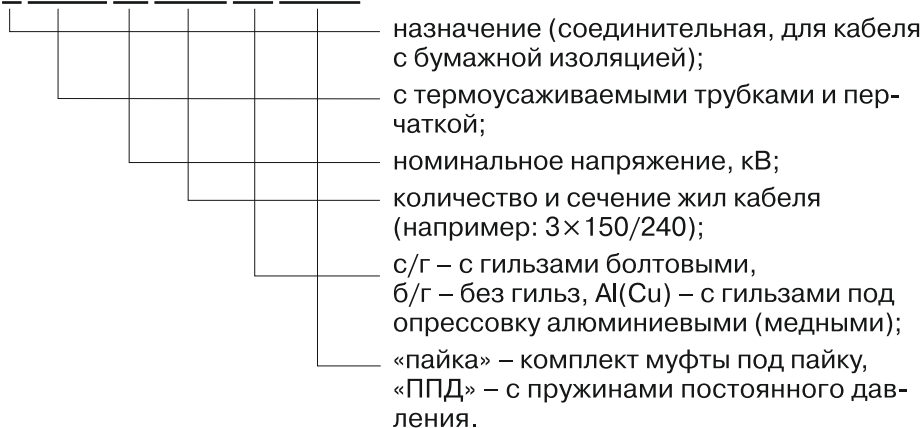 назначение (соединительная, для кабеля
с бумажной изоляцией);
с термоусаживаемыми трубками и пер-
чаткой;
номинальное напряжение, кВ;
количество и сечение жил кабеля
(например: 3×150/240);
с/г – с гильзами болтовыми,
б/г – без гильз, Al(Cu) – с гильзами под
опрессовку алюминиевыми (медными);
«пайка» – комплект муфты под пайку,
«ППД» – с пружинами постоянного дав-
ления.